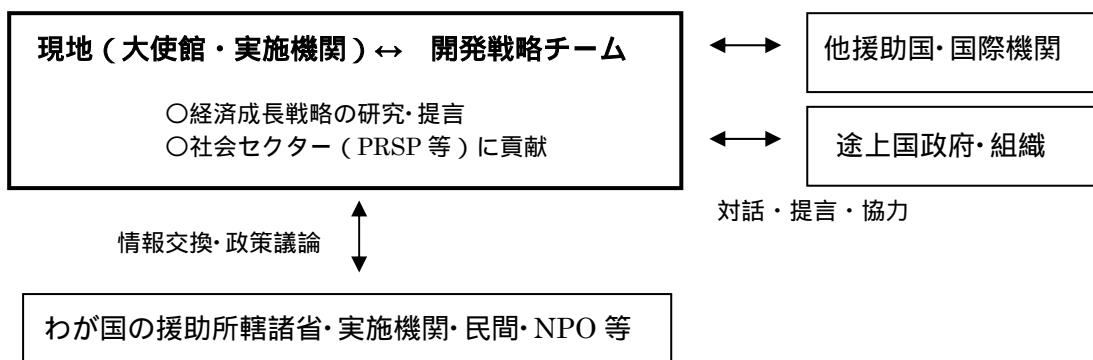 現地（大使館・実施機関）↔　開発戦略チーム
○経済成長戦略の研究・提言
○社会セクター（PRSP 等）に貢献
他援助国・国際機関
途上国政府・組織
対話・提言・協力
情報交換・政策議論
わが国の援助所轄諸省・実施機関・民間・NPO 等